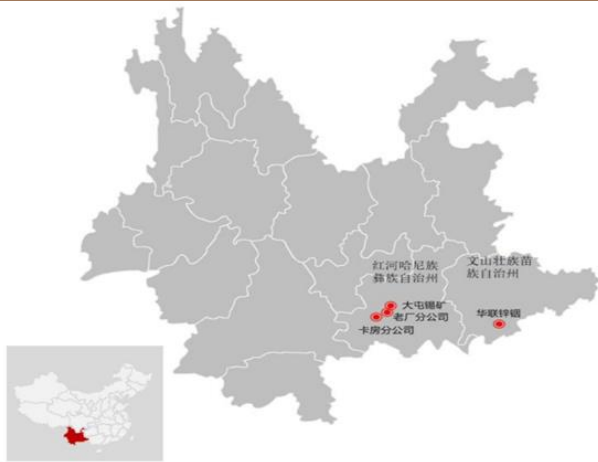 红河哈尼族
彝族自治州
文山壮族苗
族自治州
大屯锡矿
老厂分公司
卡房分公司
华联锌铟